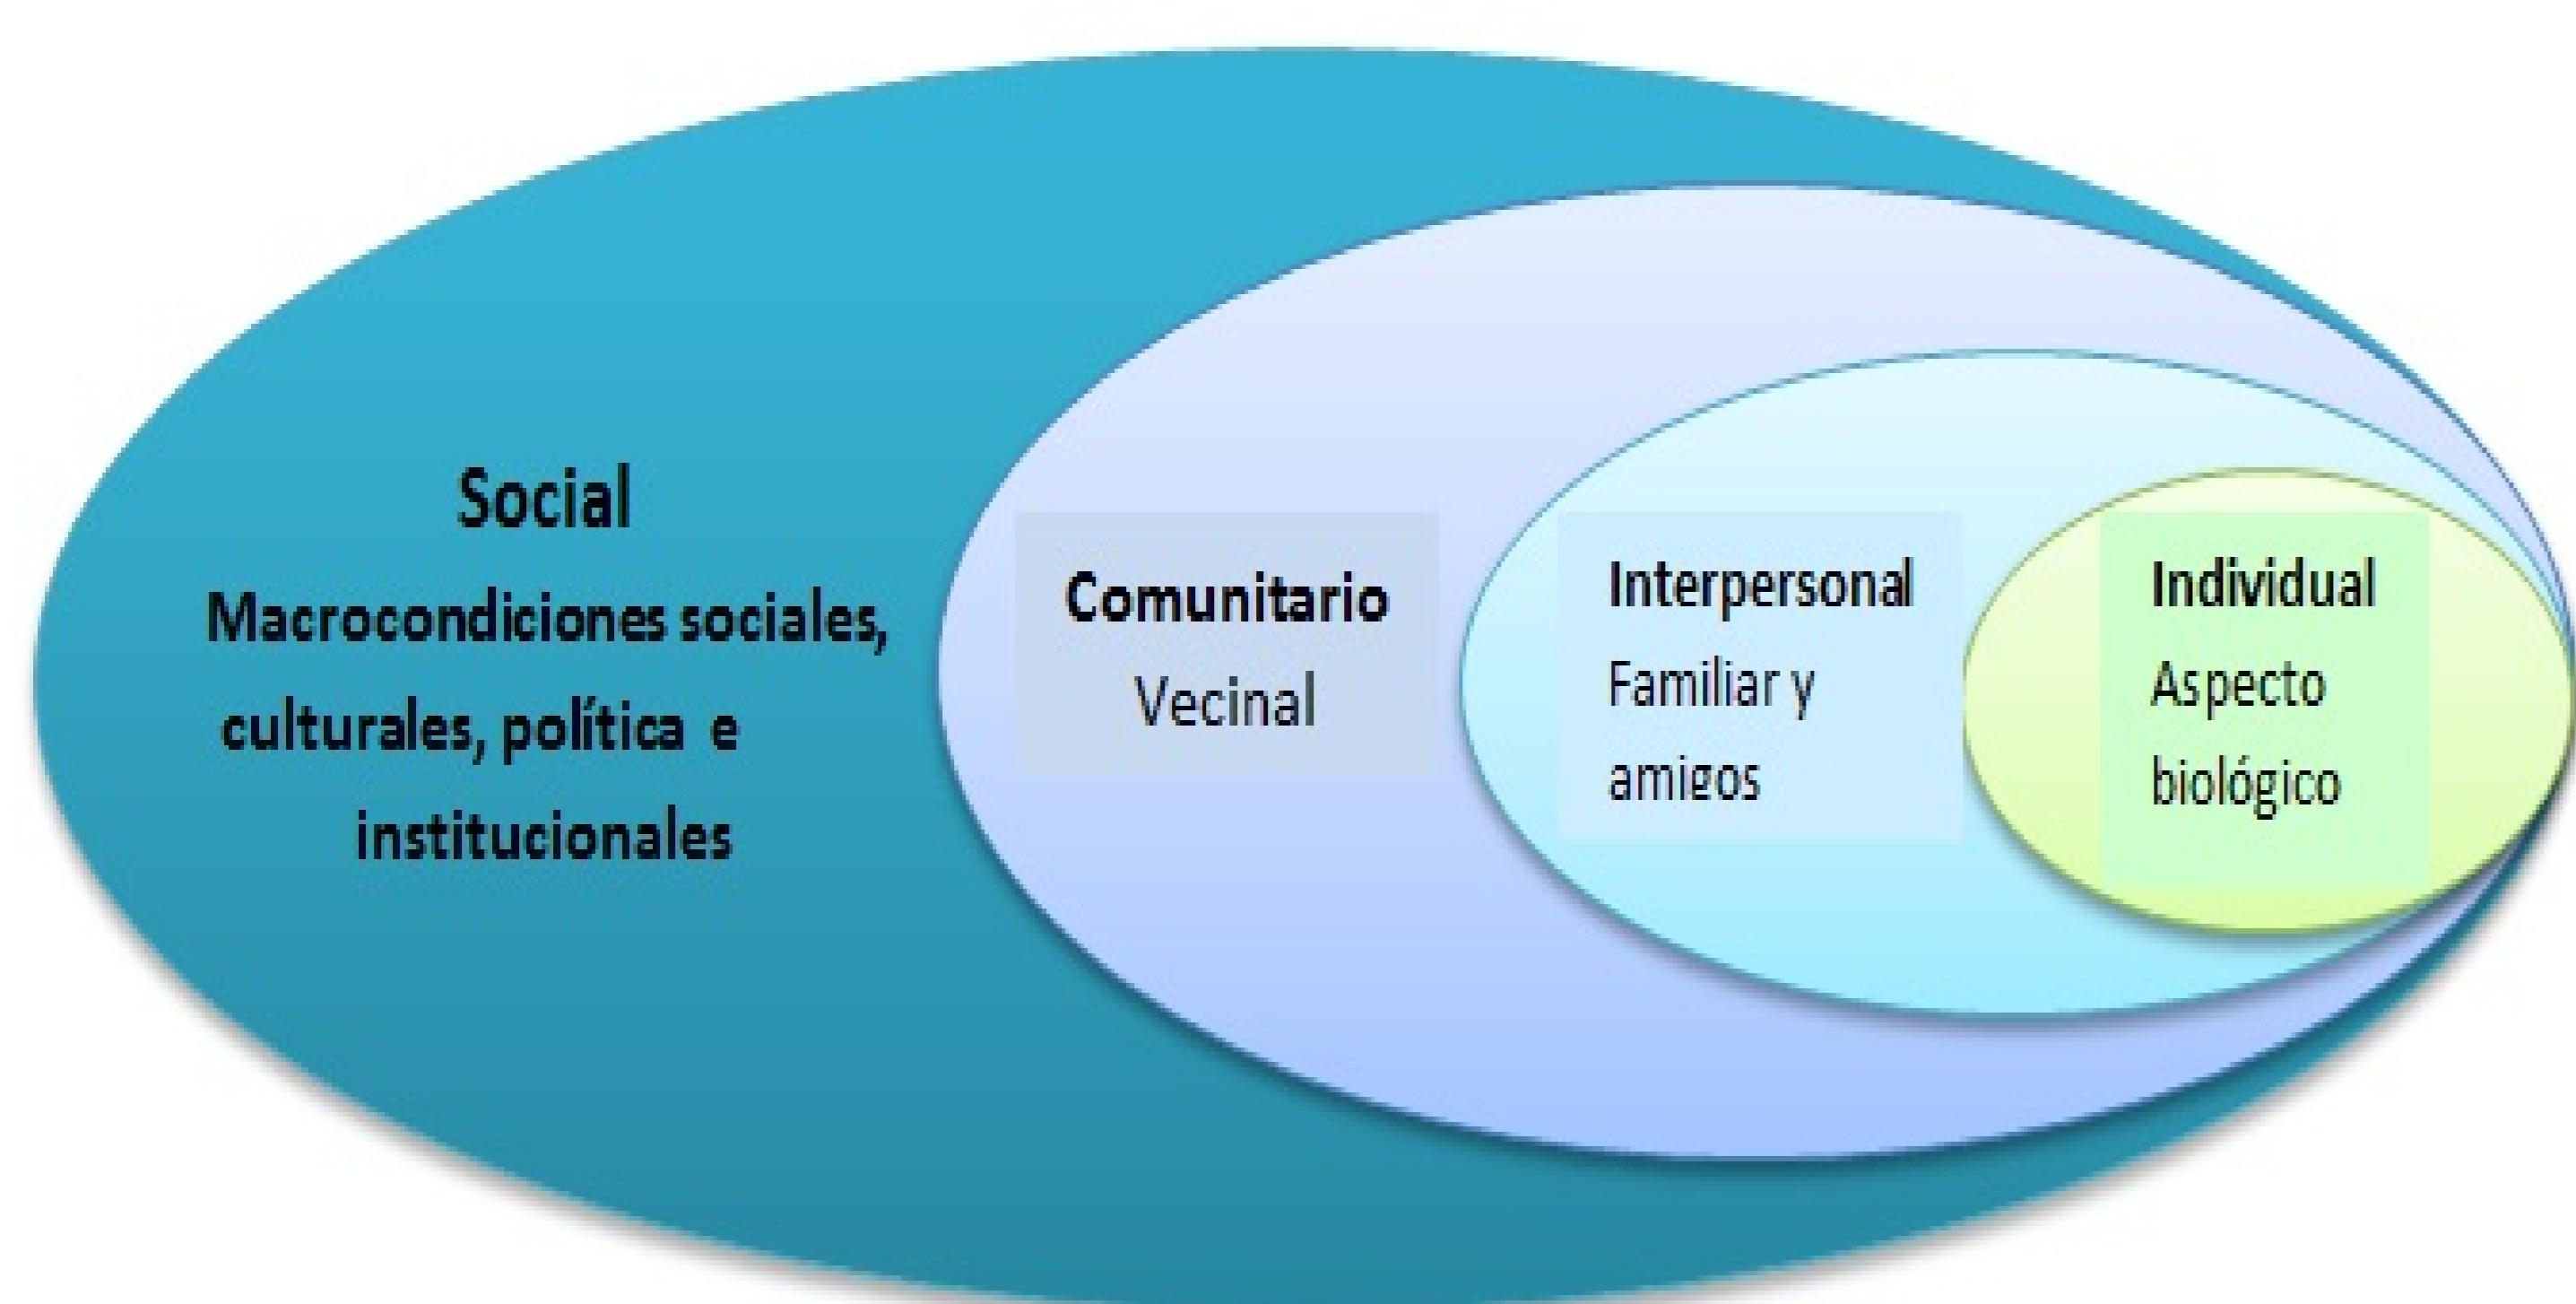 Social
Macrocondiciones sociales,
culturales, política e
institucionales
Comunitario
Vecinal
Interpersonal
Familiar y
amigos
Individual
Aspecto
biológico